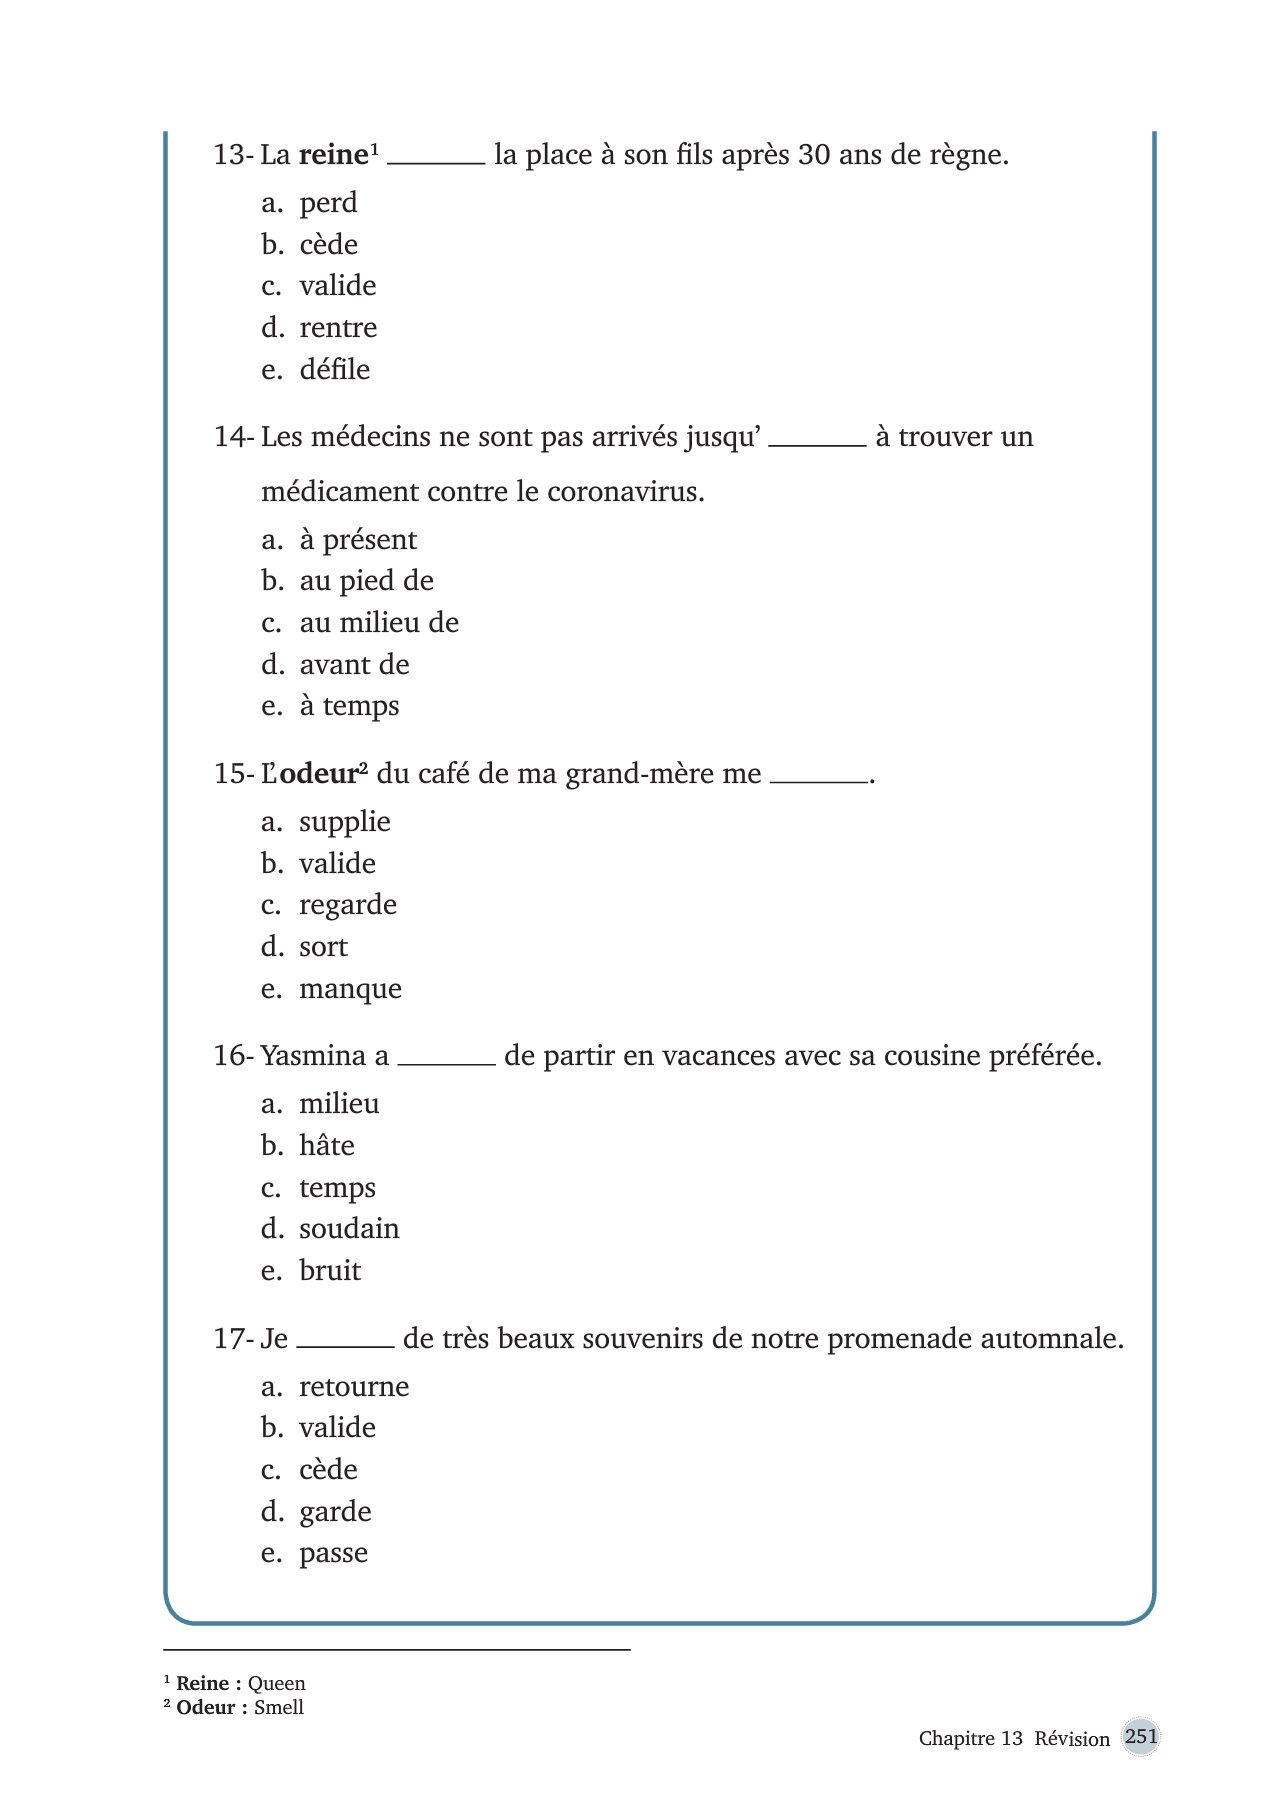 13- La reine¹ _______ la place à son fils après 30 ans de règne.
a. perd
b. cède
c. valide
d. rentre
e. défile
14- Les médecins ne sont pas arrivés jusqu’ _______ à trouver un
médicament contre le coronavirus.
a. à présent
b. au pied de
c. au milieu de
d. avant de
e. à temps
15- L’odeur² du café de ma grand-mère me _______.
a. supplie
b. valide
c. regarde
d. sort
e. manque
16- Yasmina a _______ de partir en vacances avec sa cousine préférée.
a. milieu
b. hâte
c. temps
d. soudain
e. bruit
17- Je _______ de très beaux souvenirs de notre promenade automnale.
a. retourne
b. valide
c. cède
d. garde
e. passe
¹ Reine : Queen
² Odeur : Smell
Chapitre 13 Révision 251